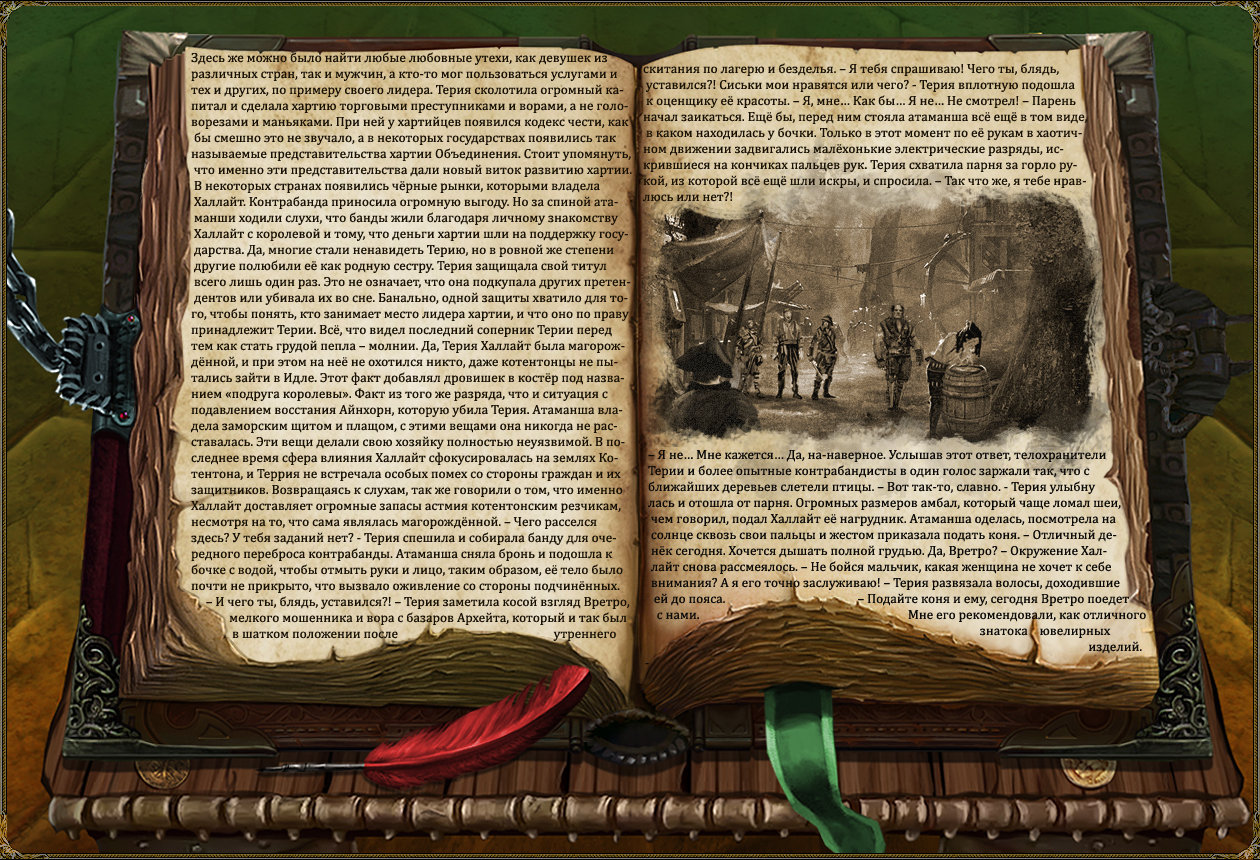 Здесь же можно было найти любые любовные утехи, как девушек из
различных стран, так и мужчин, а кто-то мог пользоваться услугами и
тех и других, по примеру своего лидера. Терия сколотила огромный ка-
питал и сделала хартию торговыми преступниками и ворами, а не голо-
ворезами и маньяками. При ней у хартийцев появился кодекс чести, как
бы смешно это не звучало, а в некоторых государствах появились так
называемые представительства хартии Объединения. Стоит упомянуть,
что именно эти представительства дали новый виток развитию хартии.
В некоторых странах появились чёрные рынки, которыми владела
Халлайт. Контрабанда приносила огромную выгоду. Но за спиной ата-
манши ходили слухи, что банды жили благодаря личному знакомству
Халлайт с королевой и тому, что деньги хартии шли на поддержку госу-
дарства. Да, многие стали ненавидеть Терию, но в ровной же степени
другие полюбили её как родную сестру. Терия защищала свой титул
всего лишь один раз. Это не означает, что она подкупала других претен-
дентов или убивала их во сне. Банально, одной защиты хватило для то-
го, чтобы понять, кто занимает место лидера хартии, и что оно по праву
принадлежит Терии. Всё, что видел последний соперник Терии перед
тем как стать грудой пепла – молнии. Да, Терия Халлайт была магорож-
дённой, и при этом на неё не охотился никто, даже котентонцы не пы-
тались зайти в Идле. Этот факт добавлял дровишек в костёр под назва-
нием «подруга королевы». Факт из того же разряда, что и ситуация с
подавлением восстания Айнхорн, которую убила Терия. Атаманша вла-
дела заморским щитом и плащом, с этими вещами она никогда не рас-
ставалась. Эти вещи делали свою хозяйку полностью неуязвимой. В по-
следнее время сфера влияния Халлайт сфокусировалась на землях Ко-
тентона, и Террия не встречала особых помех со стороны граждан и их
защитников. Возвращаясь к слухам, так же говорили о том, что именно
Халлайт доставляет огромные запасы астмия котентонским резчикам,
несмотря на то, что сама являлась магорождённой. – Чего расселся
здесь? У тебя заданий нет? - Терия спешила и собирала банду для оче-
редного переброса контрабанды. Атаманша сняла бронь и подошла к
бочке с водой, чтобы отмыть руки и лицо, таким образом, её тело было
почти не прикрыто, что вызвало оживление со стороны подчинённых.
– И чего ты, блядь, уставился?! – Терия заметила косой взгляд Вретро,
мелкого мошенника и вора с базаров Архейта, который и так был
в шатком положении после утреннего
скитания по лагерю и безделья. – Я тебя спрашиваю! Чего ты, блядь,
уставился?! Сиськи мои нравятся или чего? - Терия вплотную подошла
к оценщику её красоты. – Я, мне... Как бы... Я не... Не смотрел! – Парень
начал заикаться. Ещё бы, перед ним стояла атаманша всё ещё в том виде,
в каком находилась у бочки. Только в этот момент по её рукам в хаотич-
ном движении задвигались малёхонькие электрические разряды, ис-
крившиеся на кончиках пальцев рук. Терия схватила парня за горло ру-
кой, из которой всё ещё шли искры, и спросила. – Так что же, я тебе нрав-
люсь или нет?!
– Я не... Мне кажется... Да, на-наверное. Услышав этот ответ, телохранители
Терии и более опытные контрабандисты в один голос заржали так, что с
ближайших деревьев слетели птицы. – Вот так-то, славно. - Терия улыбну
лась и отошла от парня. Огромных размеров амбал, который чаще ломал шеи,
чем говорил, подал Халлайт её нагрудник. Атаманша оделась, посмотрела на
солнце сквозь свои пальцы и жестом приказала подать коня. – Отличный де-
нёк сегодня. Хочется дышать полной грудью. Да, Вретро? – Окружение Хал-
лайт снова рассмеялось. – Не бойся мальчик, какая женщина не хочет к себе
внимания? А я его точно заслуживаю! – Терия развязала волосы, доходившие
ей до пояса. – Подайте коня и ему, сегодня Вретро поедет
с нами. Мне его рекомендовали, как отличного
знатока ювелирных
изделий.